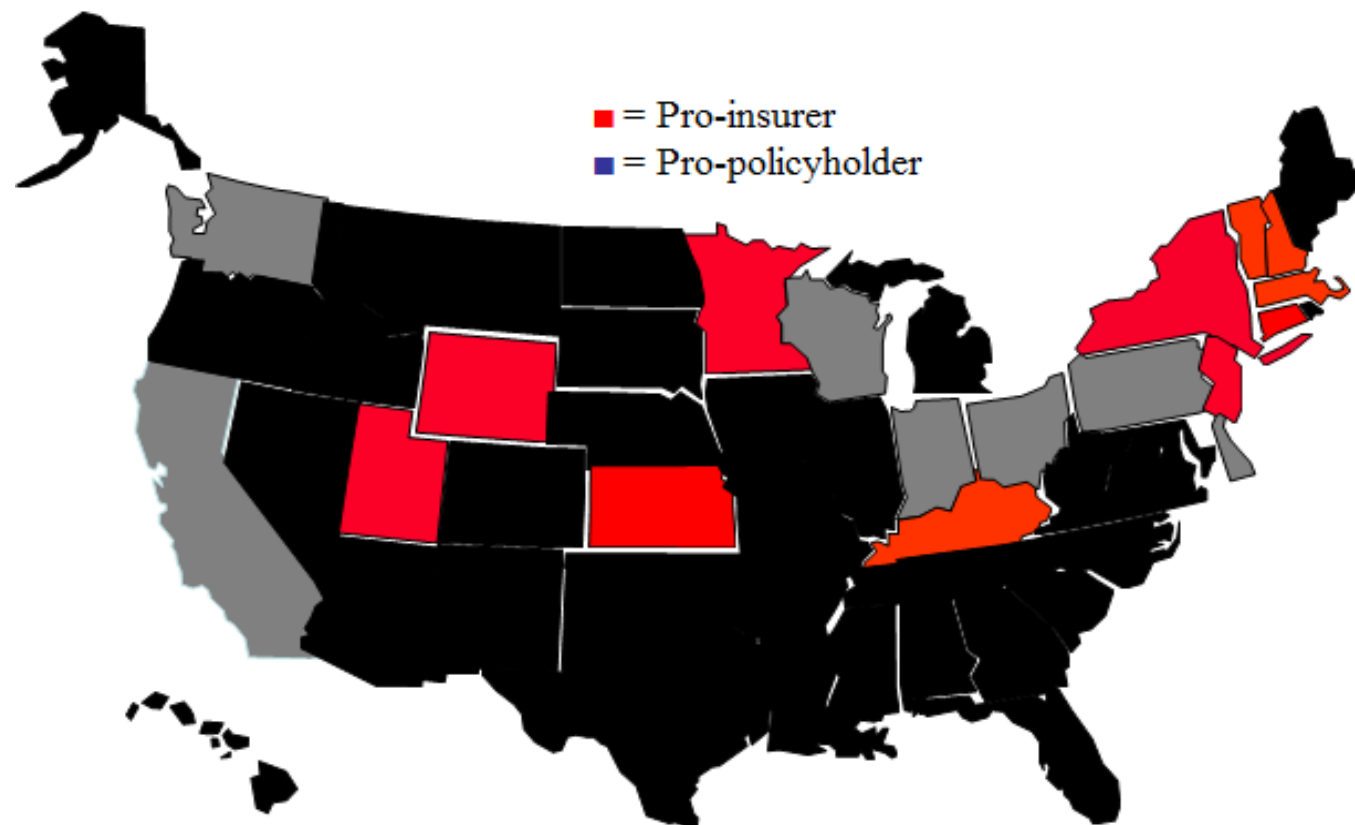 = Pro-insurer
= Pro-policyholder